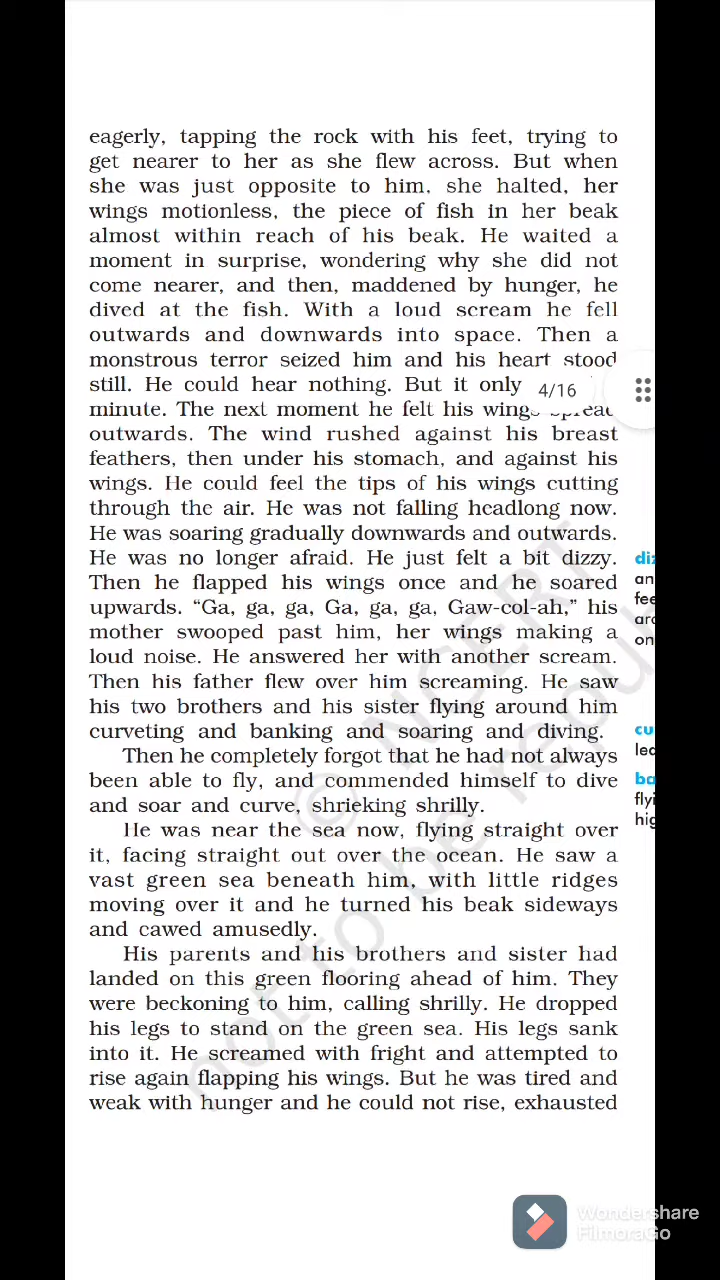 eagerly, tapping the rock with his feet, trying to
get nearer to her as she flew across. But when
she was just opposite to him, she halted, her
wings motionless, the piece of fish in her beak
almost within reach of his beak. He waited a
moment in surprise, wondering why she did not
come nearer, and then, maddened by hunger, he
dived at the fish. With a loud scream he fell
outwards and downwards into space. Then a
monstrous terror seized him and his heart stood
still. He could hear nothing. But it only
4/16
minute. The next moment he felt his
outwards. The wind rushed against his breast
feathers, then under his stomach, and against his
wings. He could feel the tips of his wings cutting
through the air. He was not falling headlong now.
He was soaring gradually downwards and outwards.
He was no longer afraid. He just felt a bit dizzy.
Then he flapped his wings once and he soared
upwards. “Ga, ga, ga, Ga, ga, ga, Gaw-col-ah,” his
mother swooped past him, her wings making a
loud noise. He answered her with another scream.
Then his father flew over him screaming. He saw
his two brothers and his sister flying around him
curveting and banking and soaring and diving.
Then he completely forgot that he had not always
been able to fly, and commended himself to dive
and soar and curve, shrieking shrilly.
He was near the sea now, flying straight over
it, facing straight out over the ocean. He saw a
vast green sea beneath him, with little ridges
moving over it and he turned his beak sideways
and cawed amusedly.
His parents and his brothers and sister had
landed on this green flooring ahead of him. They
were beckoning to him, calling shrilly. He dropped
his legs to stand on the green sea. His legs sank
into it. He screamed with fright and attempted to
rise again flapping his wings. But he was tired and
weak with hunger and he could not rise, exhausted
© NCERT
not to be repub
Wondershare
FilmoraGo